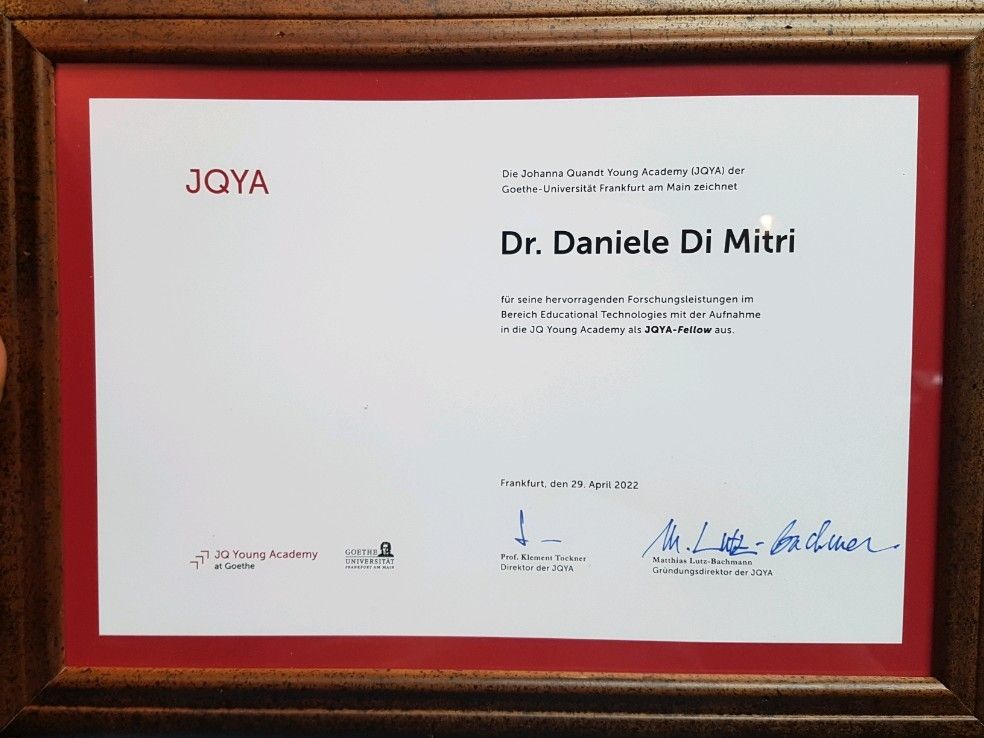 JQYA
Die Johanna Quandt Young Academy (JQYA) der
Goethe-Universität Frankfurt am Main zeichnet
Dr. Daniele Di Mitri
für seine hervorragenden Forschungsleistungen im
Bereich Educational Technologies mit der Aufnahme
in die JQ Young Academy als JQYA-Fellow aus.
Frankfurt, den 29. April 2022
M. Lutz-Bachmann
Prof. Klement Tockner
Direktor der JQYA
Matthias Lutz-Bachmann
Gründungsdirektor der JQYA
JQ Young Academy
at Goethe
GOETHE
UNIVERSITÄT
FRANKFURT AM MAIN